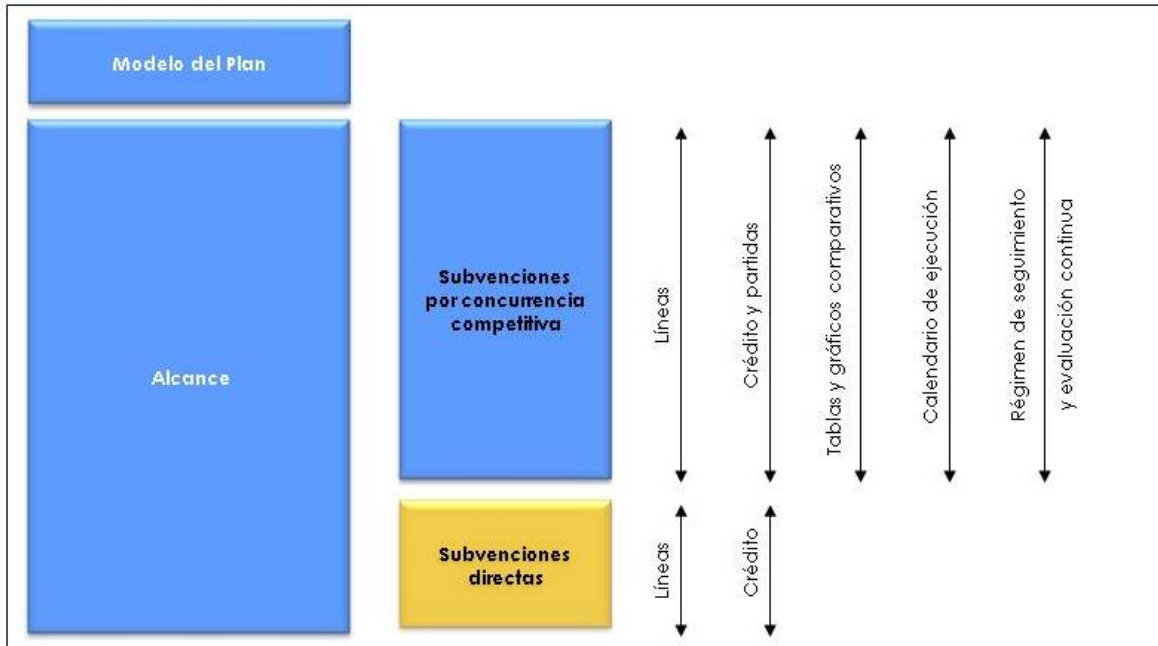 Modelo del Plan
Alcance
Subvenciones
por concurrencia
competitiva
Líneas
Crédito y partidas
Tablas y gráficos comparativos
Calendario de ejecución
Régimen de seguimiento
y evaluación continua
Subvenciones
directas
Líneas
Crédito